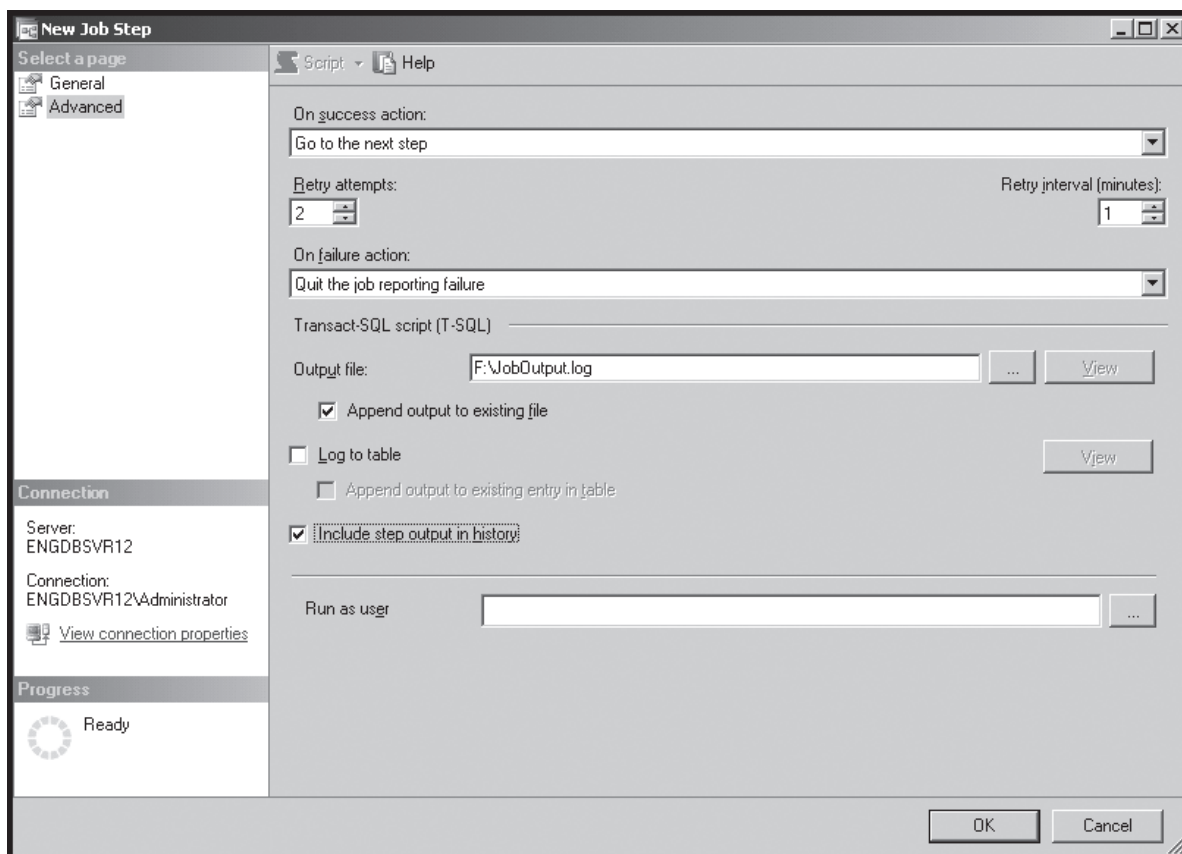 New Job Step
Select a page
General
Advanced
Script
Help
On success action:
Go to the next step
Retry attempts:
Retry interval (minutes):
2
1
On failure action:
Quit the job reporting failure
Transact-SQL script (T-SQL)
Output file:
F:\JobOutput.log
...
View
Append output to existing file
Log to table
View
Append output to existing entry in table
Include step output in history
Run as user
...
Connection
Server:
ENGDBSVR12
Connection:
ENGDBSVR12\Administrator
View connection properties
Progress
Ready
OK
Cancel